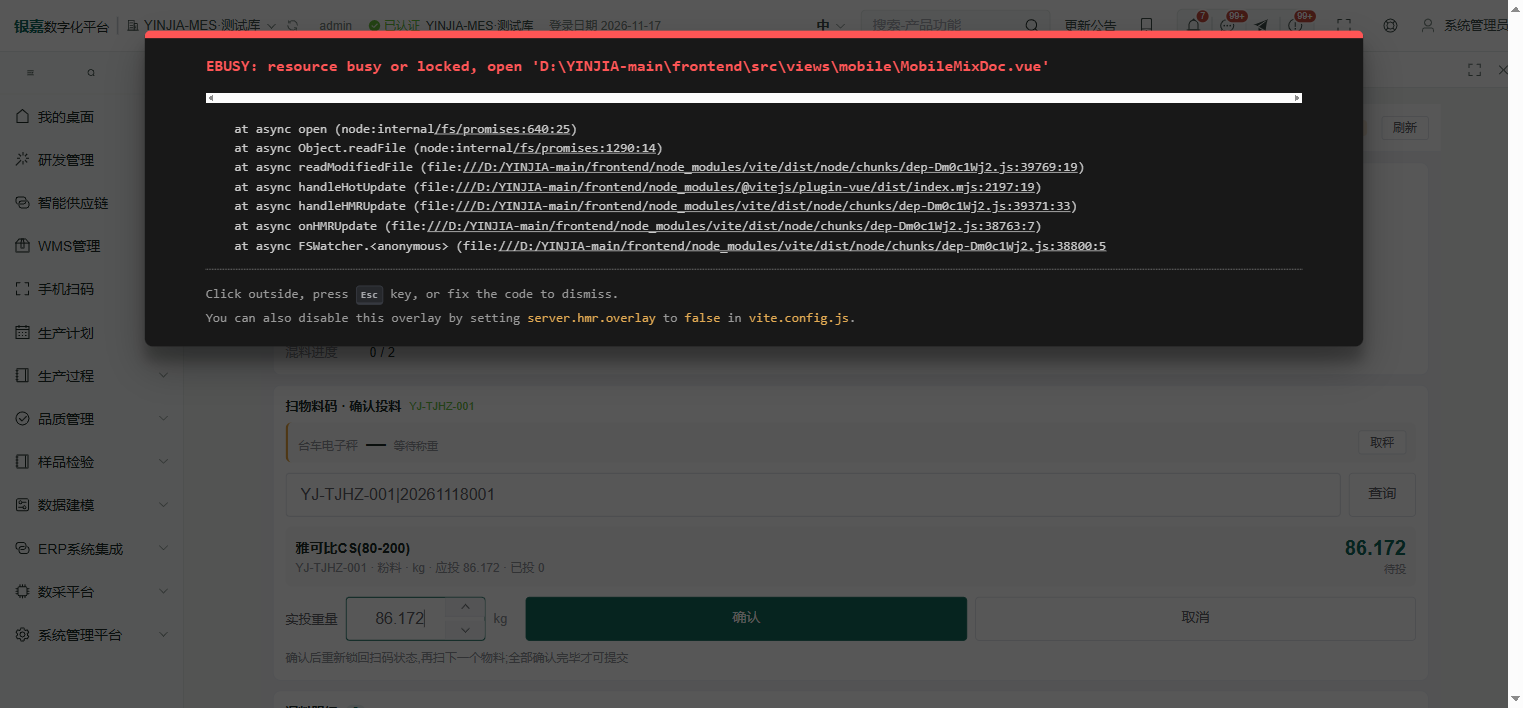 银嘉数字化平台 YINJIA-MES·测试库 admin 已认证 YINJIA-MES·测试库 登录日期 2026-11-17 中 搜索-产品功能 更新公告 7 99+ 99+ 系统管理员
EBUSY: resource busy or locked, open 'D:\YINJIA-main\frontend\src\views\mobile\MobileMixDoc.vue'
at async open (node:internal/fs/promises:640:25)
at async Object.readFile (node:internal/fs/promises:1290:14)
at async readModifiedFile (file:///D:/YINJIA-main/frontend/node_modules/vite/dist/node/chunks/dep-Dm0c1Wj2.js:39769:19)
at async handleHotUpdate (file:///D:/YINJIA-main/frontend/node_modules/@vitejs/plugin-vue/dist/index.mjs:2197:19)
at async handleHMRUpdate (file:///D:/YINJIA-main/frontend/node_modules/vite/dist/node/chunks/dep-Dm0c1Wj2.js:39371:33)
at async onHMRUpdate (file:///D:/YINJIA-main/frontend/node_modules/vite/dist/node/chunks/dep-Dm0c1Wj2.js:38763:7)
at async FSWatcher.<anonymous> (file:///D:/YINJIA-main/frontend/node_modules/vite/dist/node/chunks/dep-Dm0c1Wj2.js:38800:5
Click outside, press Esc key, or fix the code to dismiss.
You can also disable this overlay by setting server.hmr.overlay to false in vite.config.js.
我的桌面
研发管理
智能供应链
WMS管理
手机扫码
生产计划
生产过程
品质管理
样品检验
数据建模
ERP系统集成
数采平台
系统管理平台
刷新
混料进度 0 / 2
扫物料码 · 确认投料 YJ-TJHZ-001
台车电子秤 — 等待称重 取秤
YJ-TJHZ-001|20261118001 查询
雅可比CS(80-200) 86.172
YJ-TJHZ-001 · 粉料 · kg · 应投 86.172 · 已投 0 待投
实投重量 86.172 kg 确认 取消
确认后重新锁回扫码状态,再扫下一个物料;全部确认完毕才可提交